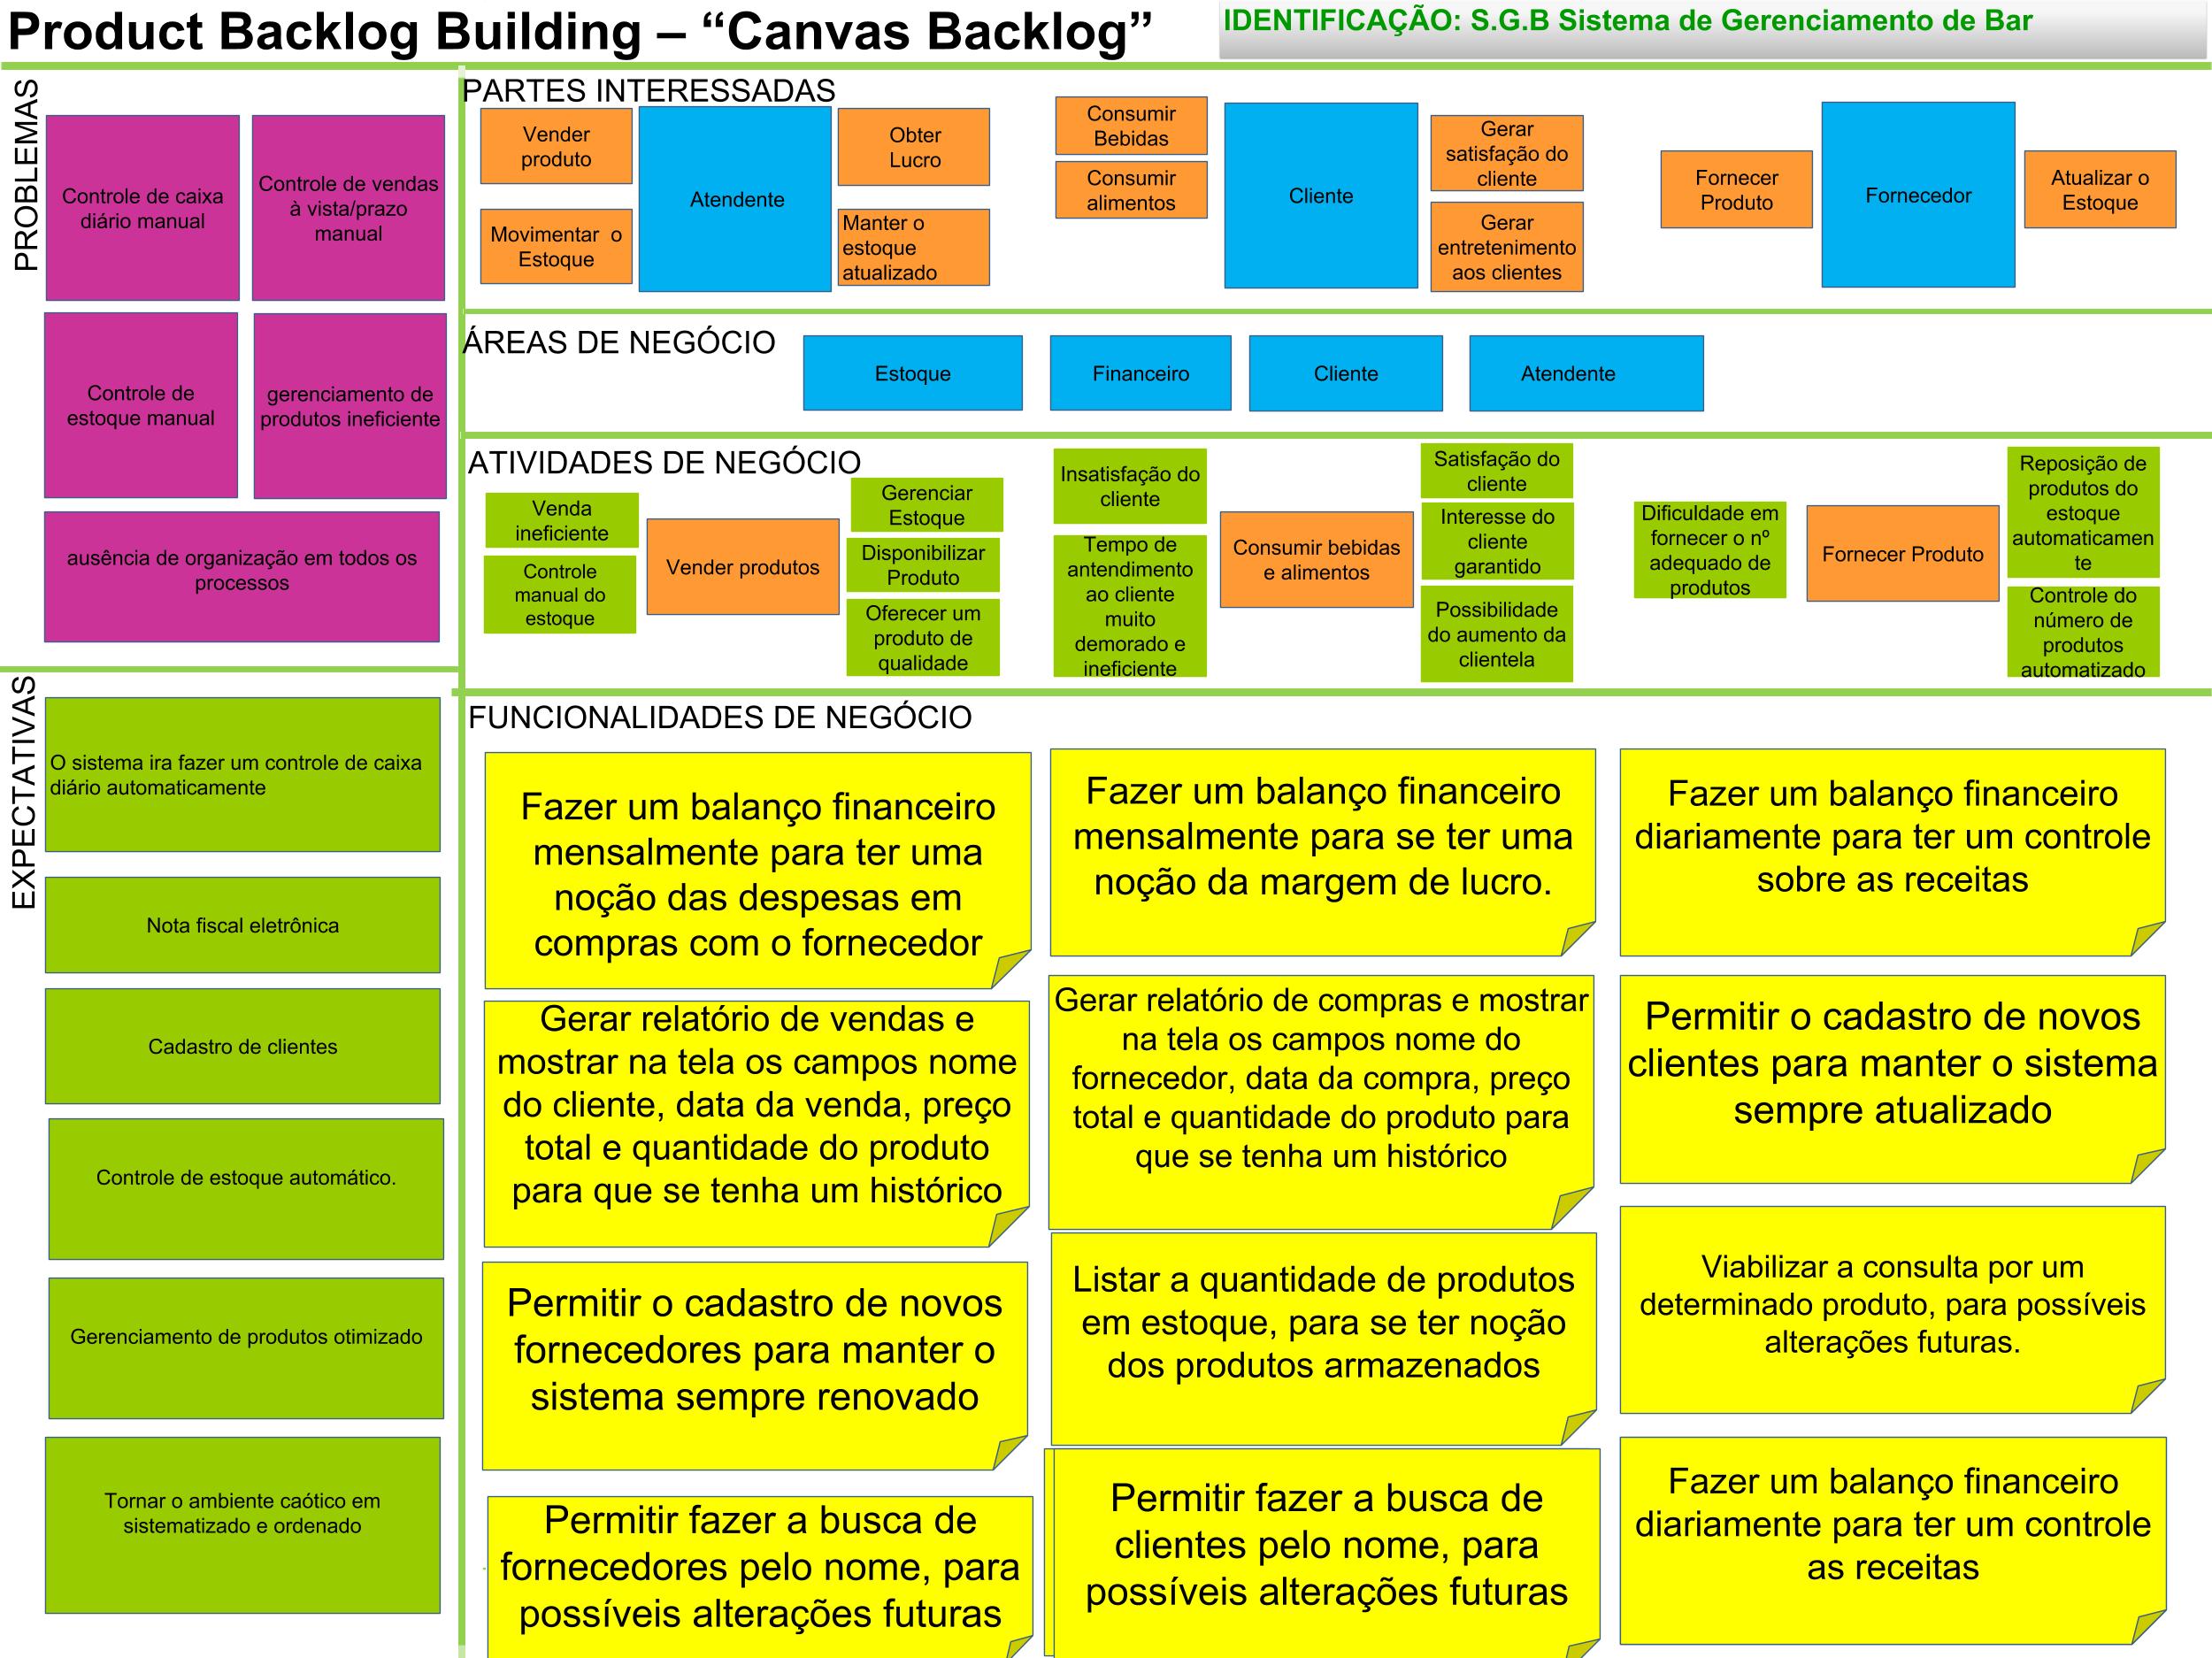 Product Backlog Building – “Canvas Backlog”
IDENTIFICAÇÃO: S.G.B Sistema de Gerenciamento de Bar
PROBLEMAS
Controle de caixa
diário manual
Controle de vendas
à vista/prazo
manual
Controle de
estoque manual
gerenciamento de
produtos ineficiente
ausência de organização em todos os
processos
PARTES INTERESSADAS
Vender
produto
Movimentar o
Estoque
Atendente
Obter
Lucro
Manter o
estoque
atualizado
Consumir
Bebidas
Consumir
alimentos
Cliente
Gerar
satisfação do
cliente
Gerar
entretenimento
aos clientes
Fornecer
Produto
Fornecedor
Atualizar o
Estoque
ÁREAS DE NEGÓCIO
Estoque
Financeiro
Cliente
Atendente
ATIVIDADES DE NEGÓCIO
Venda
ineficiente
Controle
manual do
estoque
Vender produtos
Gerenciar
Estoque
Disponibilizar
Produto
Oferecer um
produto de
qualidade
Insatisfação do
cliente
Tempo de
antendimento
ao cliente
muito
demorado e
ineficiente
Consumir bebidas
e alimentos
Satisfação do
cliente
Interesse do
cliente
garantido
Possibilidade
do aumento da
clientela
Dificuldade em
fornecer o nº
adequado de
produtos
Fornecer Produto
Reposição de
produtos do
estoque
automaticamen
te
Controle do
número de
produtos
automatizado
EXPECTATIVAS
O sistema ira fazer um controle de caixa
diário automaticamente
Nota fiscal eletrônica
Cadastro de clientes
Controle de estoque automático.
Gerenciamento de produtos otimizado
Tornar o ambiente caótico em
sistematizado e ordenado
FUNCIONALIDADES DE NEGÓCIO
Fazer um balanço financeiro
mensalmente para ter uma
noção das despesas em
compras com o fornecedor
Fazer um balanço financeiro
mensalmente para se ter uma
noção da margem de lucro.
Fazer um balanço financeiro
diariamente para ter um controle
sobre as receitas
Gerar relatório de vendas e
mostrar na tela os campos nome
do cliente, data da venda, preço
total e quantidade do produto
para que se tenha um histórico
Gerar relatório de compras e mostrar
na tela os campos nome do
fornecedor, data da compra, preço
total e quantidade do produto para
que se tenha um histórico
Permitir o cadastro de novos
clientes para manter o sistema
sempre atualizado
Permitir o cadastro de novos
fornecedores para manter o
sistema sempre renovado
Listar a quantidade de produtos
em estoque, para se ter noção
dos produtos armazenados
Viabilizar a consulta por um
determinado produto, para possíveis
alterações futuras.
Permitir fazer a busca de
fornecedores pelo nome, para
possíveis alterações futuras
Permitir fazer a busca de
clientes pelo nome, para
possíveis alterações futuras
Fazer um balanço financeiro
diariamente para ter um controle
as receitas